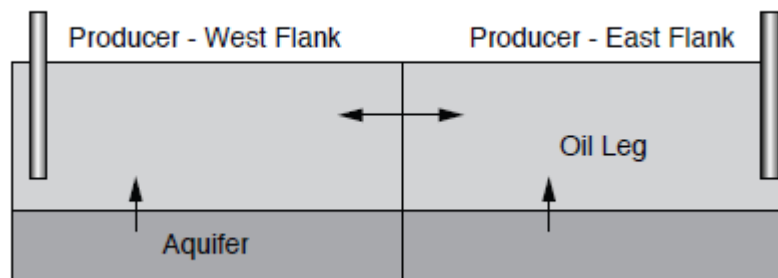 Producer - West Flank
Producer - East Flank
Oil Leg
Aquifer